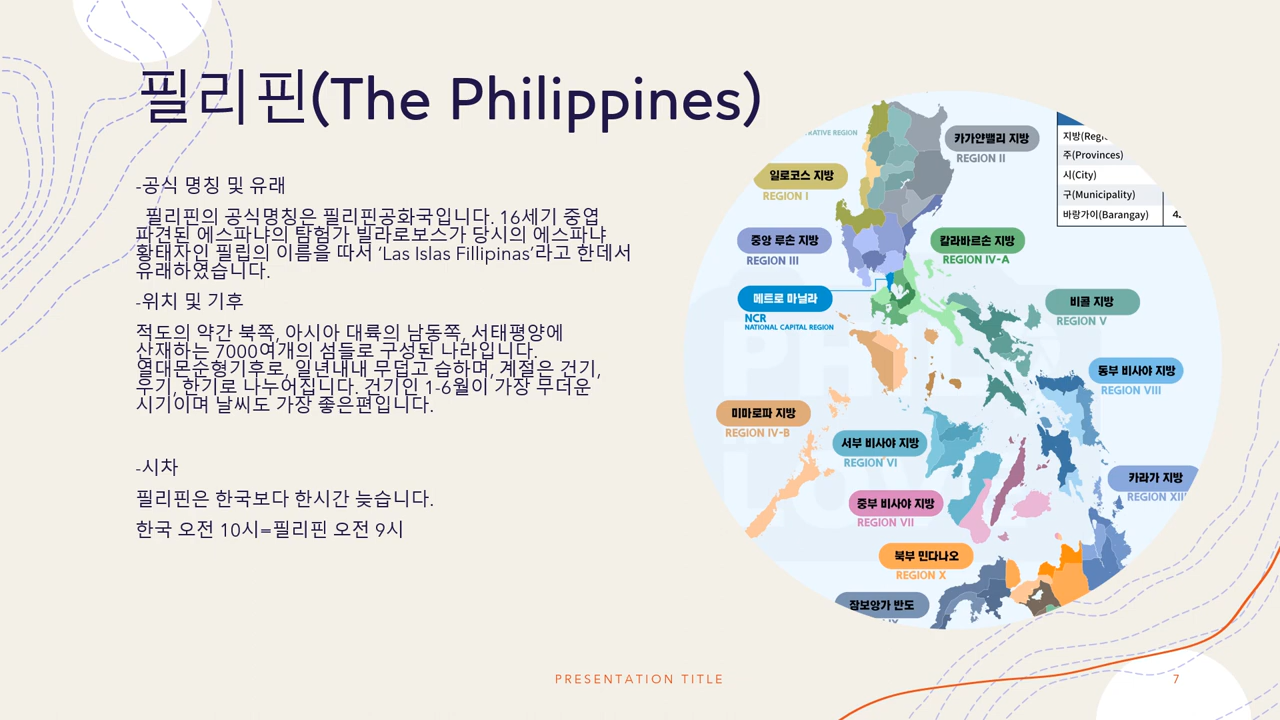 필리핀(The Philippines)
-공식 명칭 및 유래
필리핀의 공식명칭은 필리핀공화국입니다. 16세기 중엽
파견된 에스파냐의 탐험가 빌라로보스가 당시의 에스파냐
황태자인 필립의 이름을 따서 ‘Las Islas Fillipinas’라고 한데서
유래하였습니다.
-위치 및 기후
적도의 약간 북쪽, 아시아 대륙의 남동쪽, 서태평양에
산재하는 7000여개의 섬들로 구성된 나라입니다.
열대몬순형기후로, 일년내내 무덥고 습하며, 계절은 건기,
우기, 한기로 나누어집니다. 건기인 1-6월이 가장 무더운
시기이며 날씨도 가장 좋은편입니다.
-시차
필리핀은 한국보다 한시간 늦습니다.
한국 오전 10시=필리핀 오전 9시
RATIVE REGION
카가얀밸리 지방
REGION II
일로코스 지방
REGION I
중앙 루손 지방
REGION III
칼라바르손 지방
REGION IV-A
메트로 마닐라
NCR
NATIONAL CAPITAL REGION
비콜 지방
REGION V
동부 비사야 지방
REGION VIII
미마로파 지방
REGION IV-B
서부 비사야 지방
REGION VI
카라가 지방
REGION XIII
중부 비사야 지방
REGION VII
북부 민다나오
REGION X
잠보앙가 반도
지방(Regi
주(Provinces)
시(City)
구(Municipality)
바랑가이(Barangay) 4
PRESENTATION TITLE
7